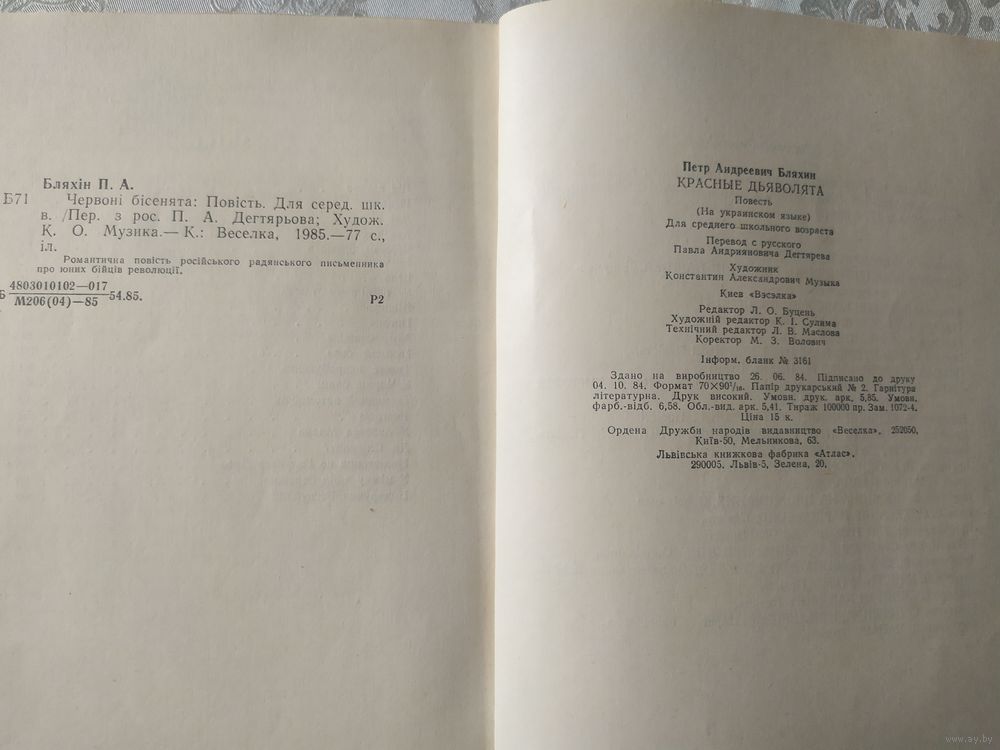 Бляхін П. А.
Б71 Червоні бісенята: Повість. Для серед. шк.
в. /Пер. з рос. П. А. Дегтярьова; Худож.
К. О. Музика.— К.: Веселка, 1985.—77 с.,
іл.
Романтична повість російського радянського письменника
про юних бійців революції.
4803010102—017
Б М206(04)—85 54.85. Р2
Петр Андреевич Бляхин
КРАСНЫЕ ДЬЯВОЛЯТА
Повесть
(На украинском языке)
Для среднего школьного возраста
Перевод с русского
Павла Андрияновича Дегтярева
Художник
Константин Александрович Музыка
Киев «Вэсэлка»
Редактор Л. О. Буцень
Художній редактор К. І. Сулима
Технічний редактор Л. В. Маслова
Коректор М. З. Волович
Інформ. бланк № 3161
Здано на виробництво 26. 06. 84. Підписано до друку
04. 10. 84. Формат 70×90¹/₁₆. Папір друкарський № 2. Гарнітура
літературна. Друк високий. Умовн. друк. арк. 5,85. Умовн.
фарб.-відб. 6,58. Обл.-вид. арк. 5,41. Тираж 100000 пр. Зам. 1072-4.
Ціна 15 к.
Ордена Дружби народів видавництво «Веселка», 252050,
Київ-50, Мельникова, 63.
Львівська книжкова фабрика «Атлас».
290005, Львів-5, Зелена, 20,
www.ay.by